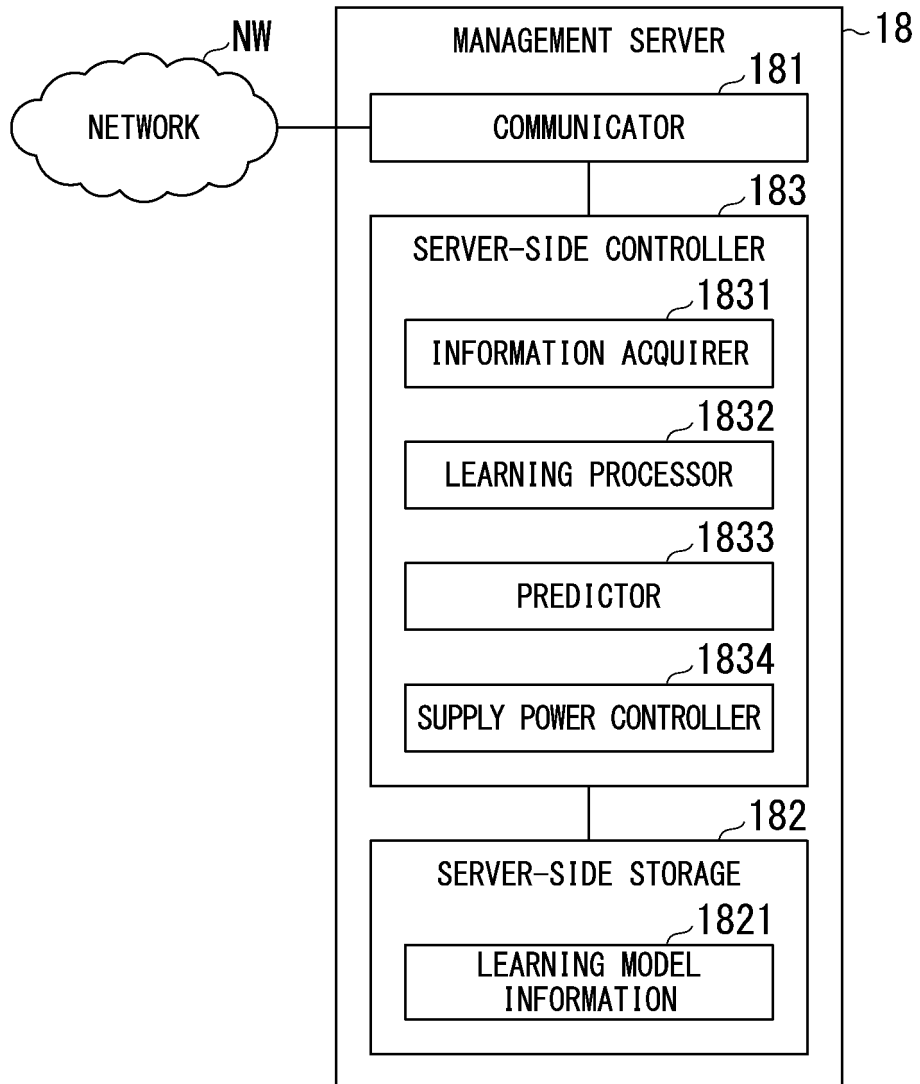 NW
NETWORK
MANAGEMENT SERVER
18
181
COMMUNICATOR
183
SERVER-SIDE CONTROLLER
1831
INFORMATION ACQUIRER
1832
LEARNING PROCESSOR
1833
PREDICTOR
1834
SUPPLY POWER CONTROLLER
182
SERVER-SIDE STORAGE
1821
LEARNING MODEL
INFORMATION